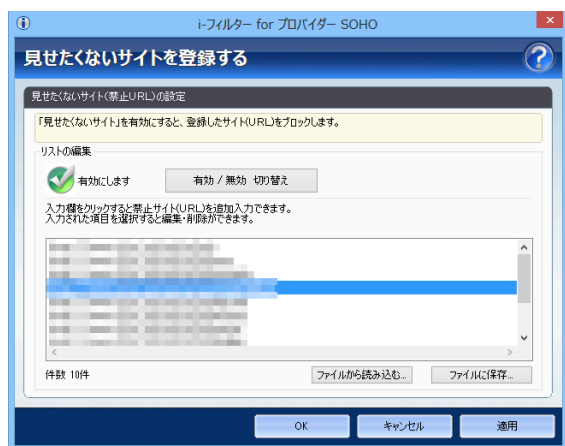 i-フィルター for プロバイダー SOHO
見せたくないサイトを登録する
見せたくないサイト(禁止URL)の設定
「見せたくないサイト」を有効にすると、登録したサイト(URL)をブロックします。
リストの編集
有効にします
有効 / 無効 切り替え
入力欄をクリックすると禁止サイト(URL)を追加入力できます。
入力された項目を選択すると編集・削除ができます。
件数 10件
ファイルから読み込む...
ファイルに保存...
OK
キャンセル
適用